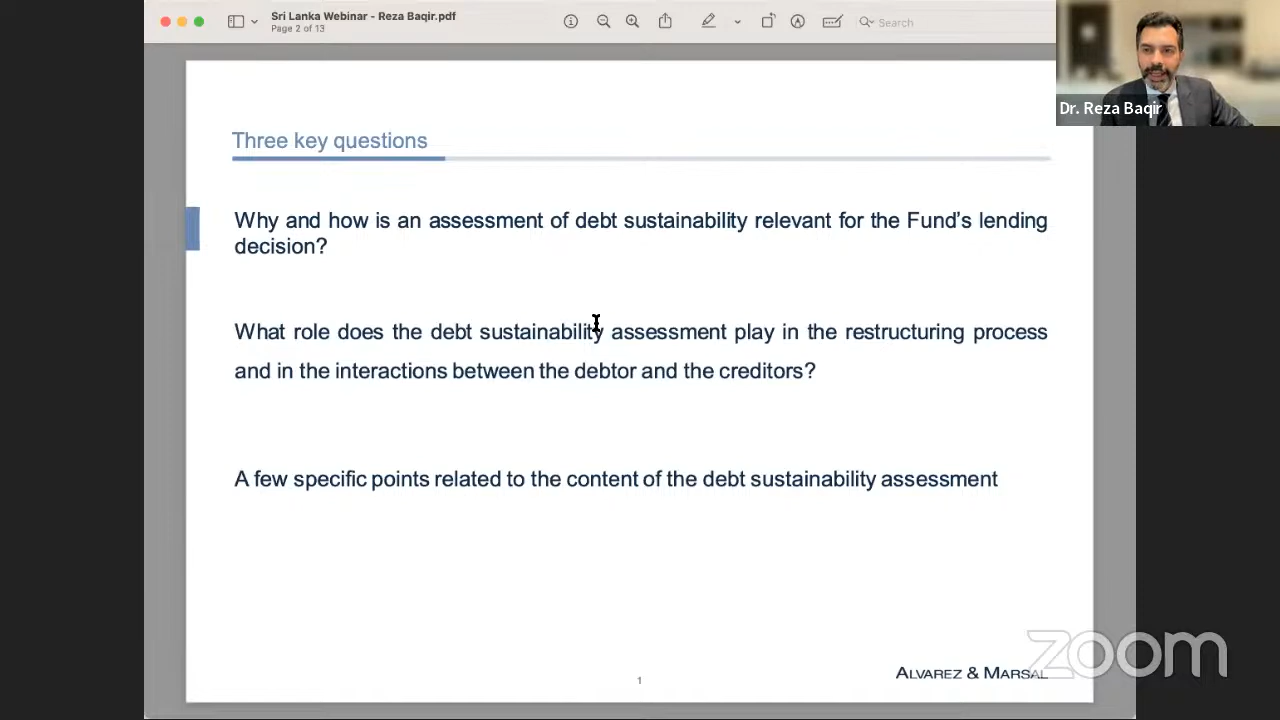 Sri Lanka Webinar - Reza Baqir.pdf
Page 2 of 13
Search
Dr. Reza Baqir
Three key questions
Why and how is an assessment of debt sustainability relevant for the Fund's lending
decision?
What role does the debt sustainability assessment play in the restructuring process
and in the interactions between the debtor and the creditors?
A few specific points related to the content of the debt sustainability assessment
zoom
ALVAREZ & MARSAL
1